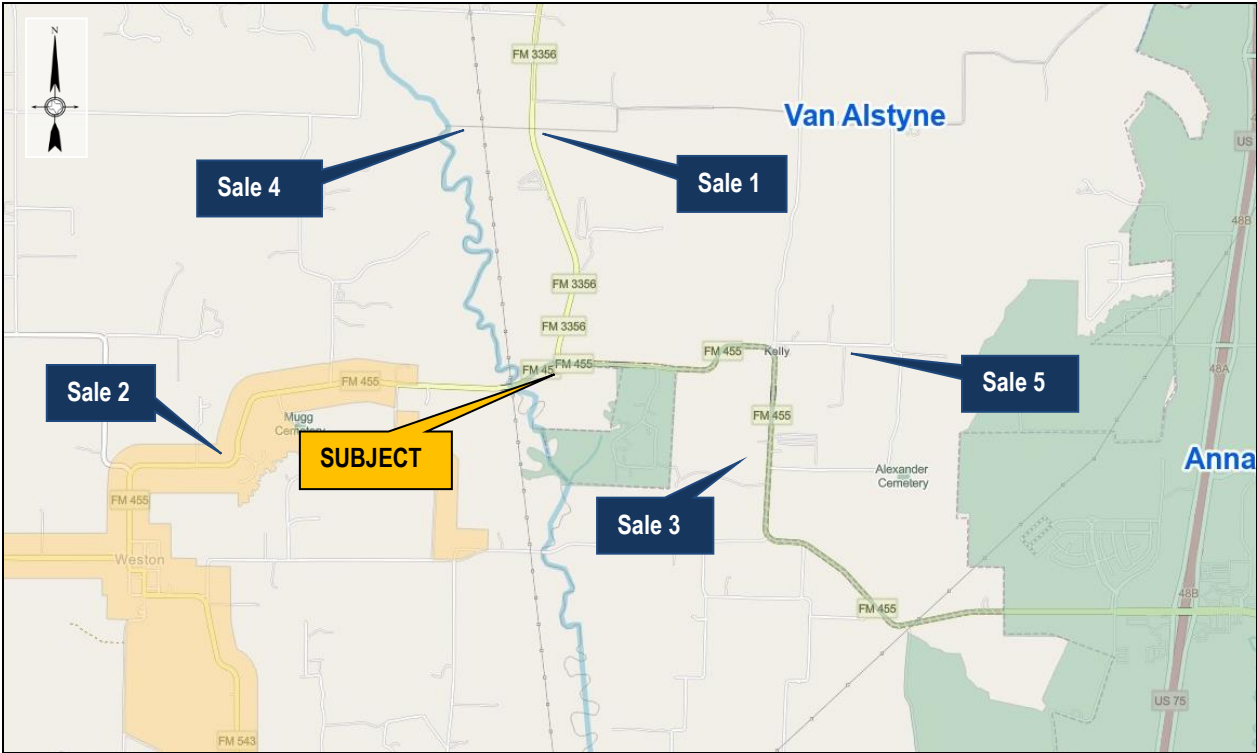 N
FM 3356
Van Alstyne
US
Sale 4
Sale 1
48B
FM 3356
FM 3356
FM 455
Kelly
FM 45
FM 455
48A
Sale 2
FM 455
Sale 5
Mugg
Cemetery
FM 455
SUBJECT
Anna
Alexander
Cemetery
FM 455
Sale 3
Weston
48B
FM 455
US 75
FM 543